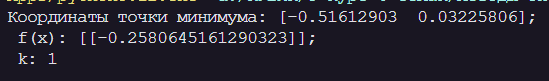 Координаты точки минимума: [-0.51612903  0.03225806];
 f(x): [[-0.2580645161290323]];
 k: 1